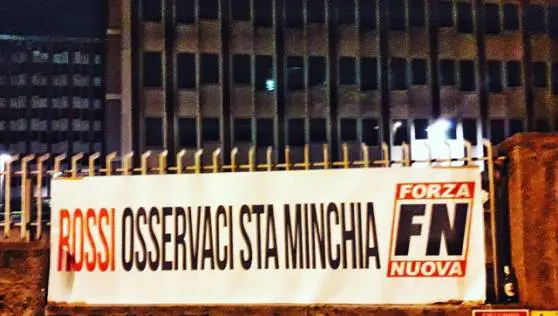 ROSSI OSSERVACI STA MINCHIA
FORZA
FN
NUOVA